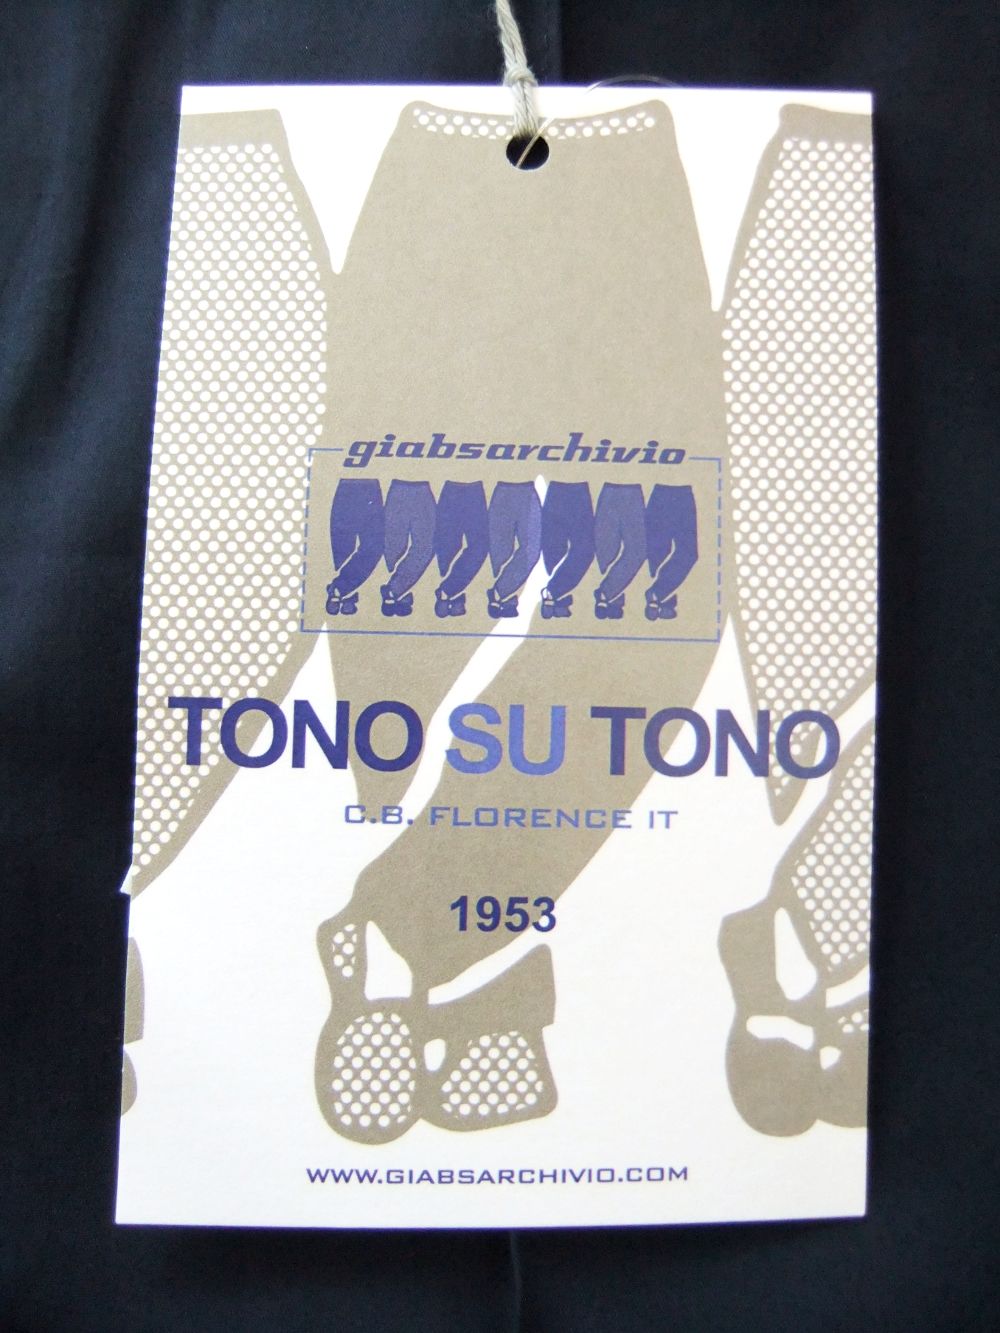 giabsarchivio
TONO SU TONO
C.B. FLORENCE IT
1953
WWW.GIABSARCHIVIO.COM